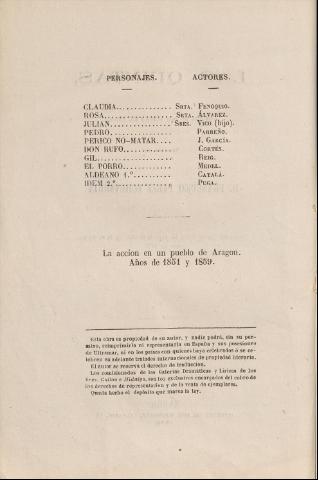 PERSONAJES. ACTORES.
CLAUDIA............... Srta. Fenoquio.
ROSA.................. Srta. Álvarez.
JULIAN................ Sres. Vico (hijo).
PEDRO................. Parreño.
PERICO NO-MATAR.... J. García.
DON RUFO.............. Cortés.
GIL................... Reig.
EL PORRO.............. Medel.
ALDEANO 1.º........... Catalá.
IDEM 2.º.............. Puga.
La accion en un pueblo de Aragon.
Años de 1851 y 1859.
Esta obra es propiedad de su autor, y nadie podrá, sin su per-
miso, reimprimirla ni representarla en España y sus posesiones
de Ultramar, ni en los paises con quienes haya celebrados ó se ce-
lebren en adelante tratados internacionales de propiedad literaria.
El autor se reserva el derecho de traduccion.
Los comisionados de las Galerías Dramáticas y Líricas de los
Sres. Gullon é Hidalgo, son los exclusivos encargados del cobro de
los derechos de representacion y de la venta de ejemplares.
Queda hecho el depósito que marca la ley.